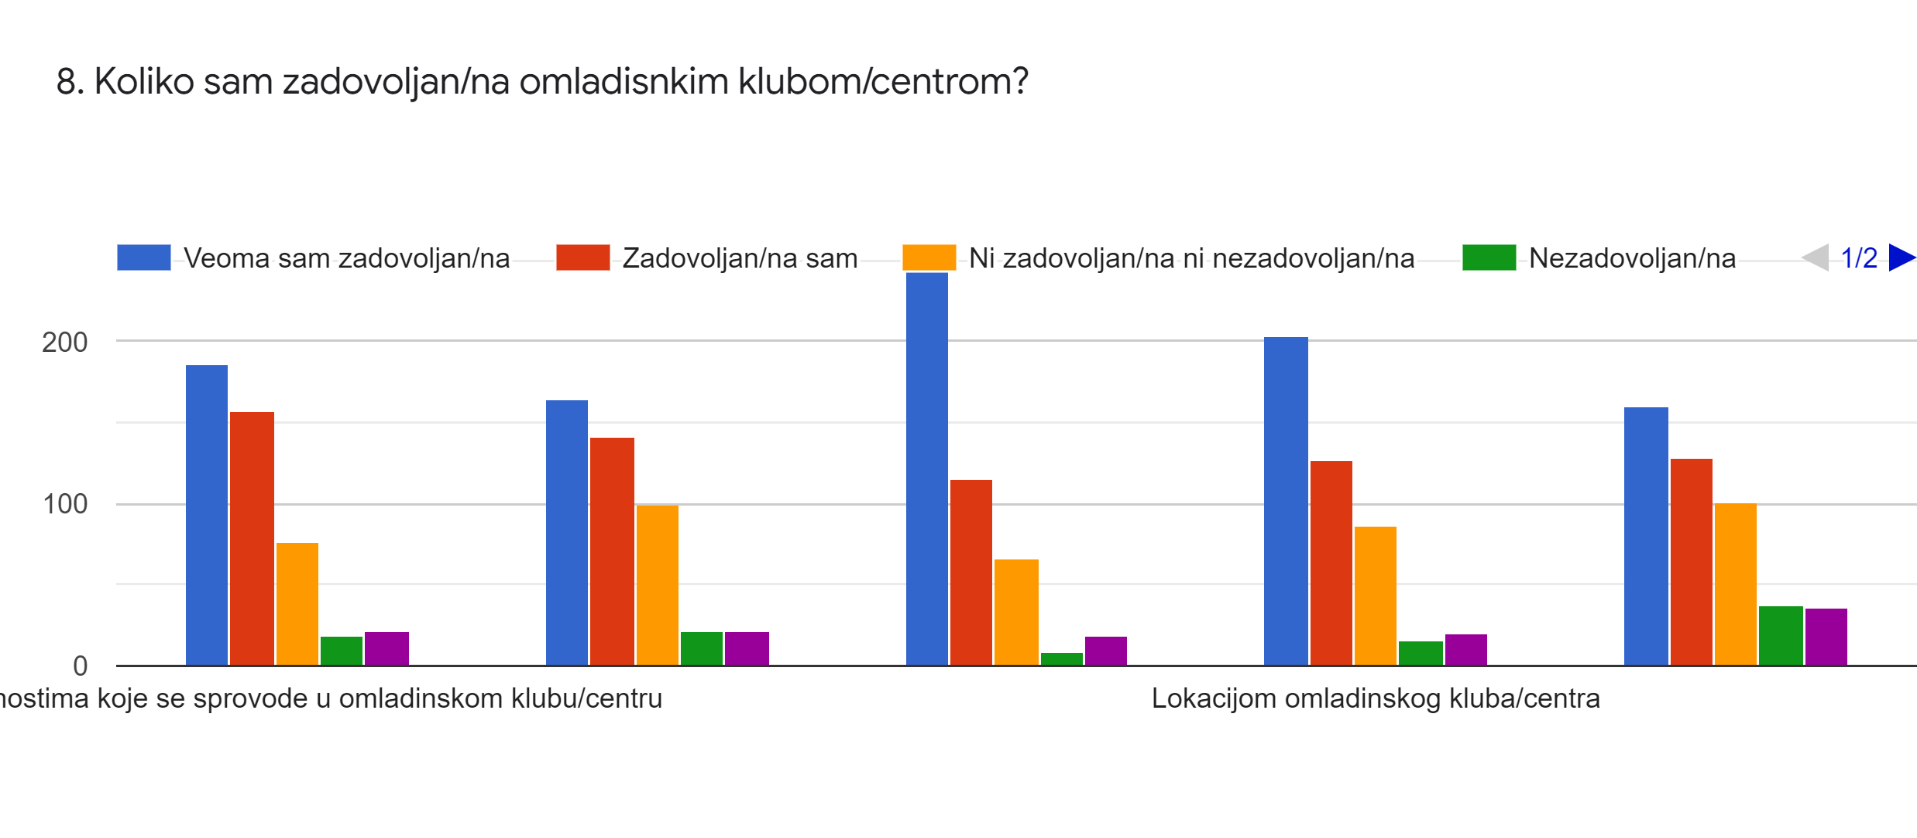 8. Koliko sam zadovoljan/na omladisnkim klubom/centrom?
Veoma sam zadovoljan/na Zadovoljan/na sam Ni zadovoljan/na ni nezadovoljan/na Nezadovoljan/na 1/2
200
100
0
koje se sprovode u omladinskom klubu/centru Lokacijom omladinskog kluba/centra